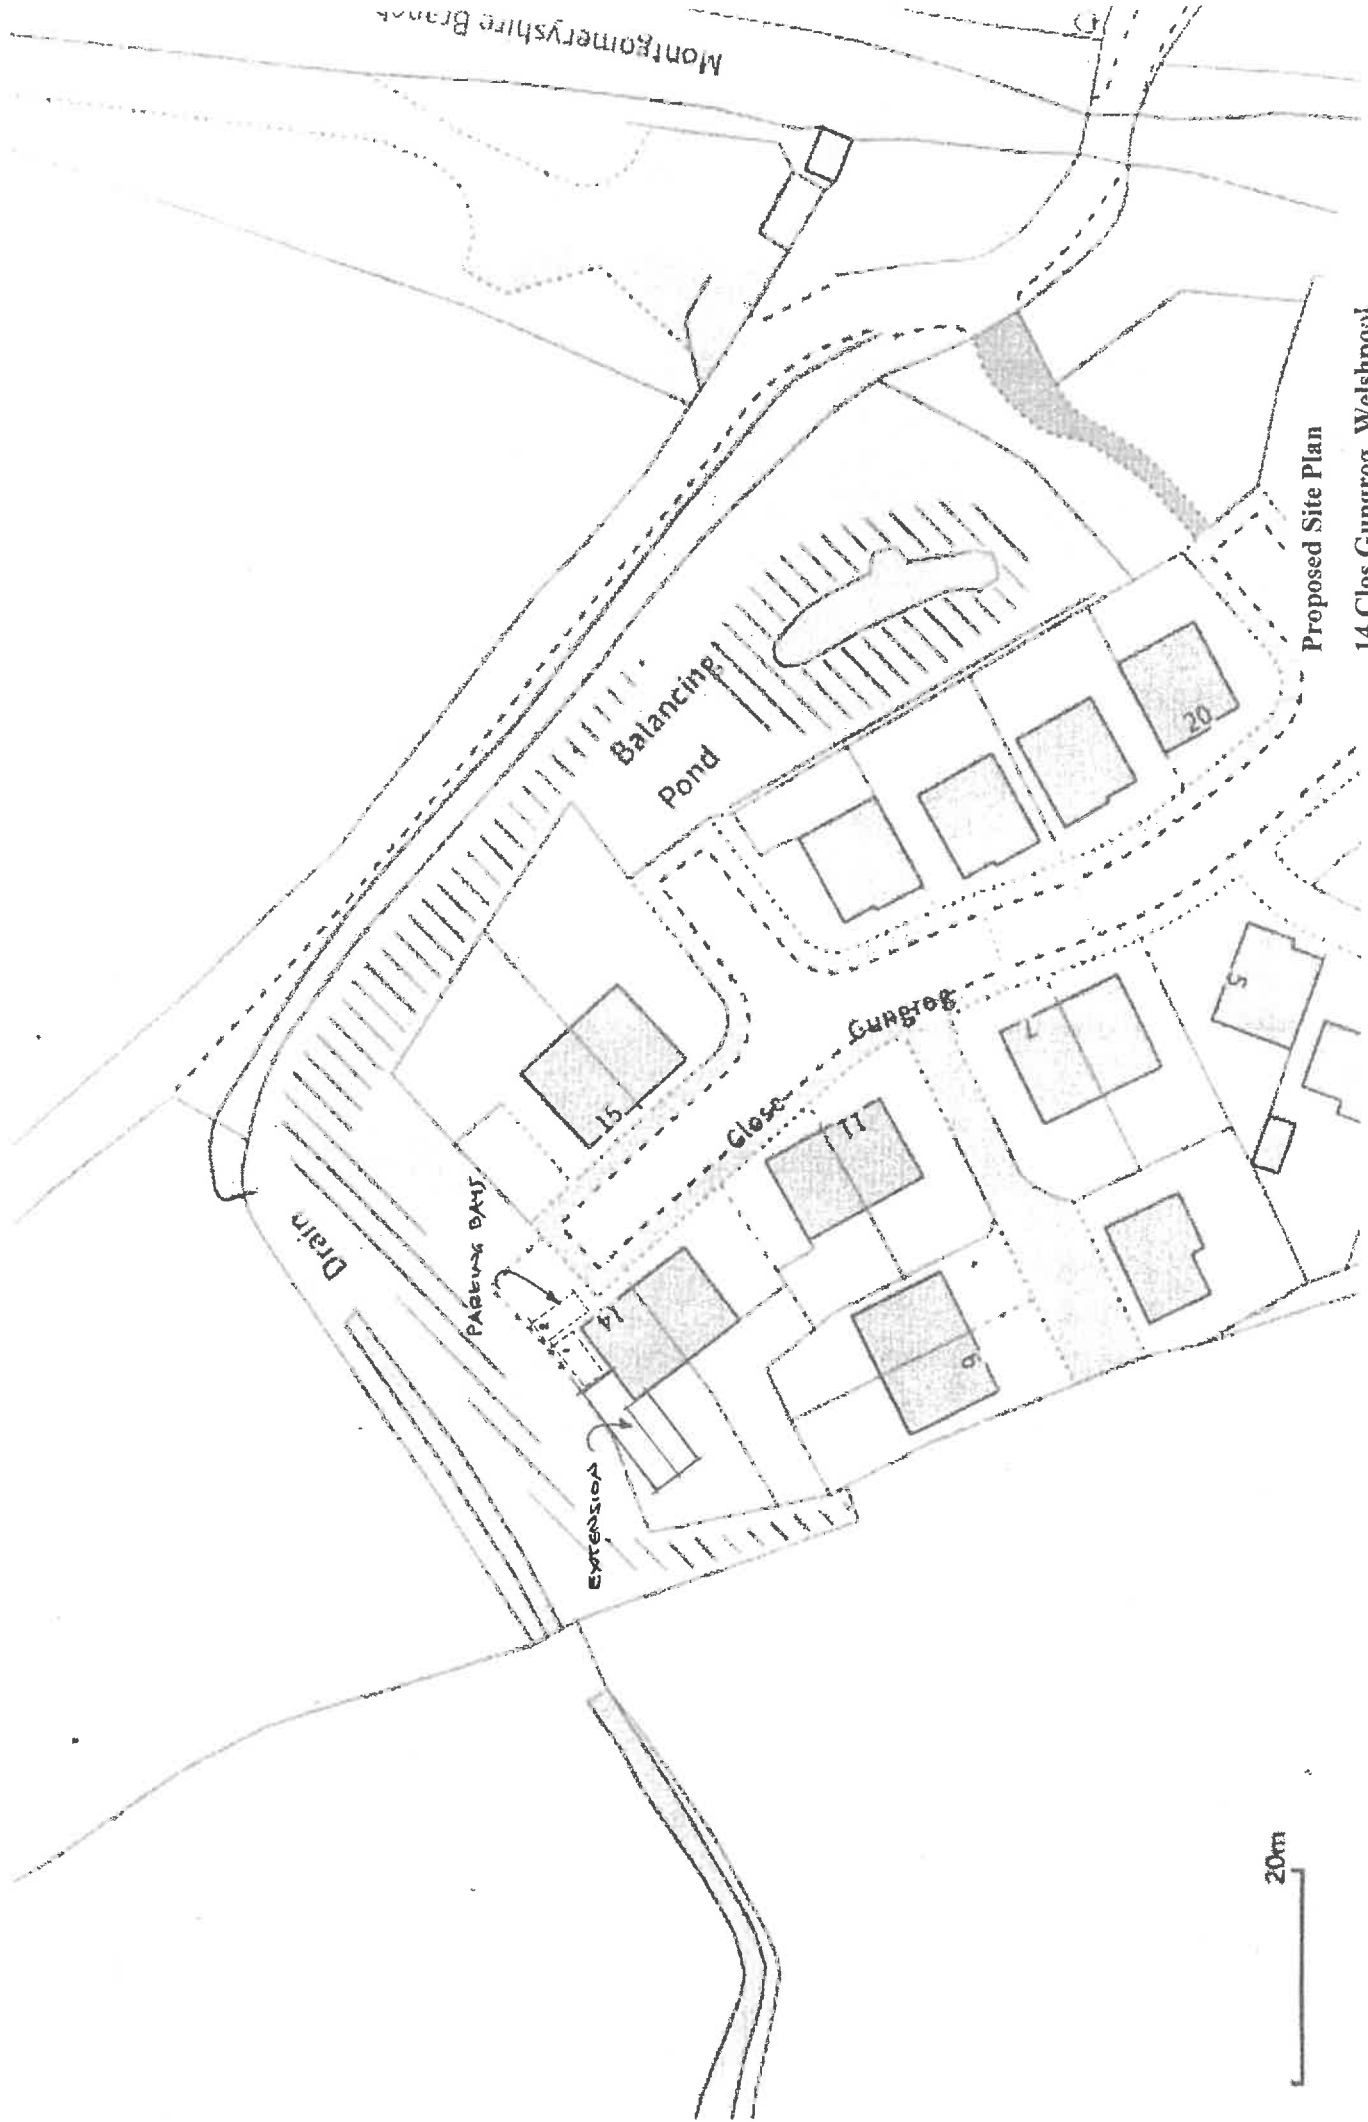 Montgomeryshire Branch
Balancing
Pond
Drain
PARKING BAYS
EXTENSION
15
14
Close
Gungrog
11
7
5
9
20
20m
Proposed Site Plan
14 Clos Gungrog, Welshpool